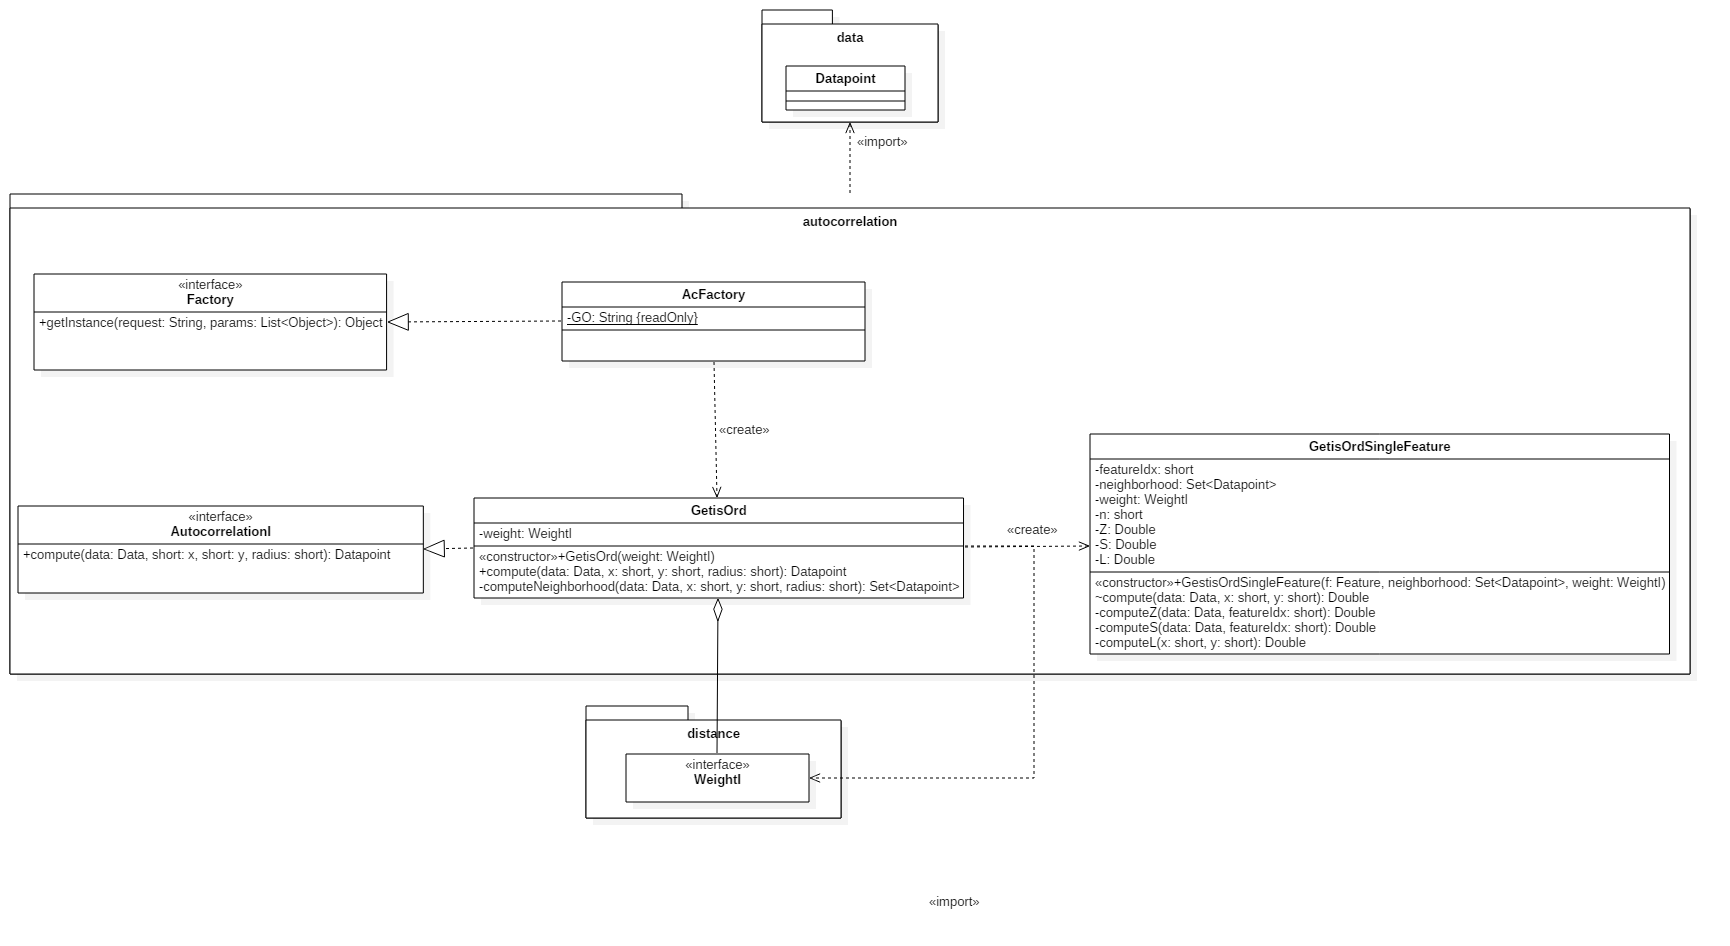 data
Datapoint
«import»
autocorrelation
«interface»
Factory
+getInstance(request: String, params: List<Object>): Object
AcFactory
-GO: String {readOnly}
«create»
«interface»
AutocorrelationI
+compute(data: Data, short: x, short: y, radius: short): Datapoint
GetisOrd
-weight: WeightI
«constructor»+GetisOrd(weight: WeightI)
+compute(data: Data, x: short, y: short, radius: short): Datapoint
-computeNeighborhood(data: Data, x: short, y: short, radius: short): Set<Datapoint>
«create»
GetisOrdSingleFeature
-featureIdx: short
-neighborhood: Set<Datapoint>
-weight: WeightI
-n: short
-Z: Double
-S: Double
-L: Double
«constructor»+GestisOrdSingleFeature(f: Feature, neighborhood: Set<Datapoint>, weight: WeightI)
~compute(data: Data, x: short, y: short): Double
-computeZ(data: Data, featureIdx: short): Double
-computeS(data: Data, featureIdx: short): Double
-computeL(x: short, y: short): Double
distance
«interface»
WeightI
«import»